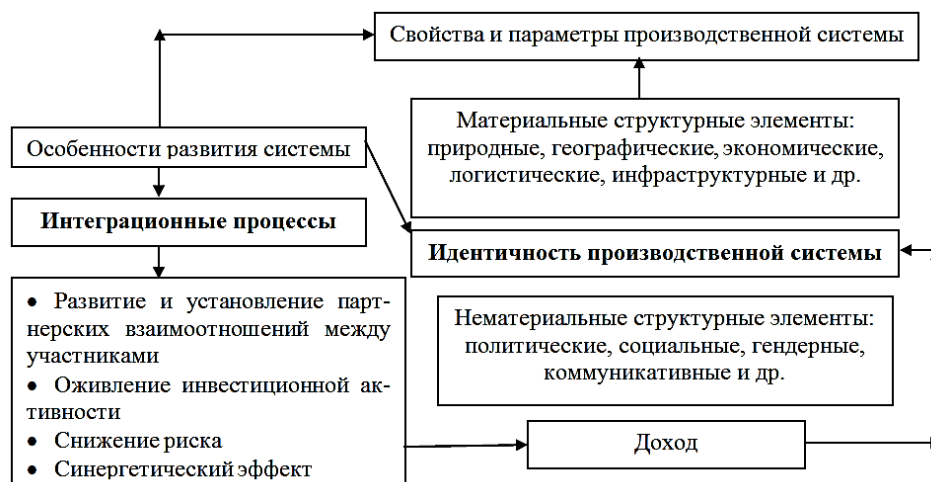 Свойства и параметры производственной системы
Материальные структурные элементы:
природные, географические, экономические,
логистические, инфраструктурные и др.
Особенности развития системы
Интеграционные процессы
Идентичность производственной системы
• Развитие и установление парт-
нерских взаимоотношений между
участниками
• Оживление инвестиционной ак-
тивности
• Снижение риска
• Синергетический эффект
Нематериальные структурные элементы:
политические, социальные, гендерные,
коммуникативные и др.
Доход